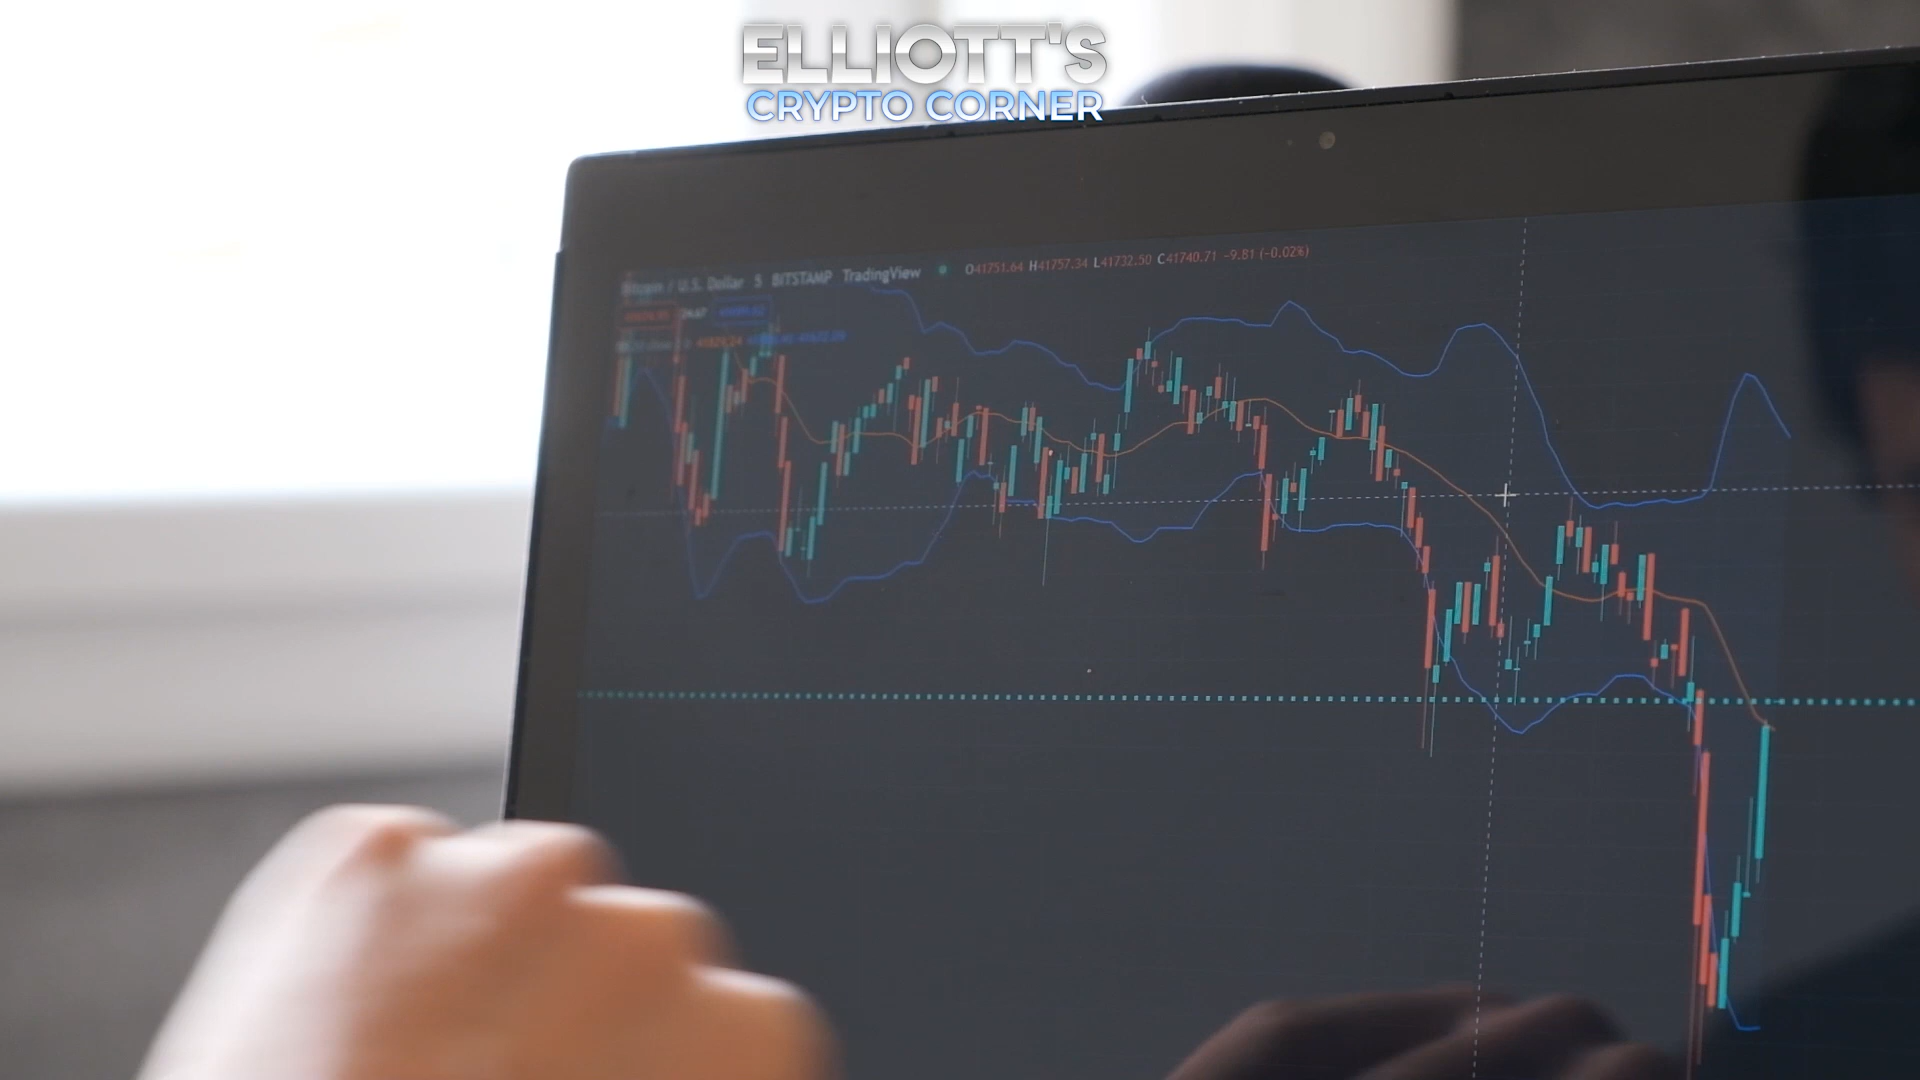 ELLIOTT'S
CRYPTO CORNER
Bitcoin / U.S. Dollar 5 BITSTAMP TradingView O41751.64 H41757.34 L41732.50 C41740.71 −9.81 (−0.02%)